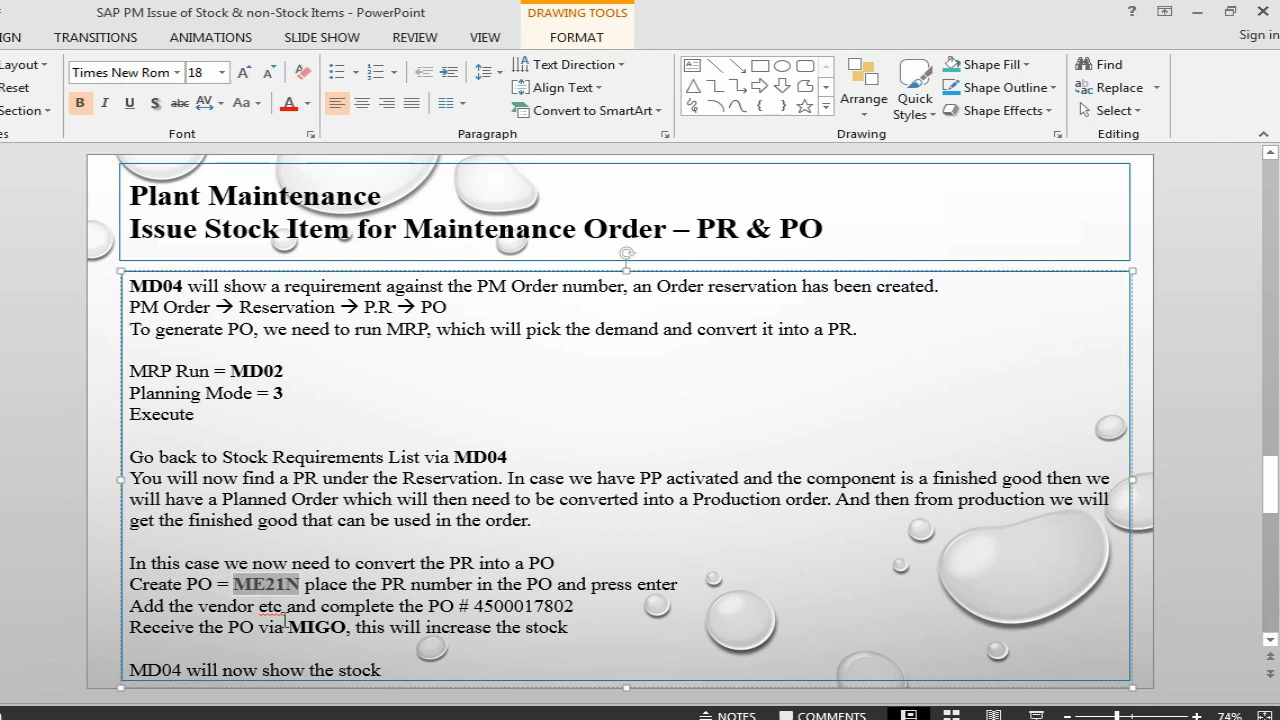 SAP PM Issue of Stock & non-Stock Items - PowerPoint
DRAWING TOOLS
?
IGN TRANSITIONS ANIMATIONS SLIDE SHOW REVIEW VIEW FORMAT
Sign in
Layout
Reset
Section
Times New Rom 18
B I U S abc AV Aa A
Text Direction
Align Text
Convert to SmartArt
Arrange
Quick Styles
Shape Fill
Shape Outline
Shape Effects
Find
Replace
Select
Font Paragraph Drawing Editing
Plant Maintenance
Issue Stock Item for Maintenance Order – PR & PO
MD04 will show a requirement against the PM Order number, an Order reservation has been created.
PM Order → Reservation → P.R → PO
To generate PO, we need to run MRP, which will pick the demand and convert it into a PR.
MRP Run = MD02
Planning Mode = 3
Execute
Go back to Stock Requirements List via MD04
You will now find a PR under the Reservation. In case we have PP activated and the component is a finished good then we
will have a Planned Order which will then need to be converted into a Production order. And then from production we will
get the finished good that can be used in the order.
In this case we now need to convert the PR into a PO
Create PO = ME21N place the PR number in the PO and press enter
Add the vendor etc and complete the PO # 4500017802
Receive the PO via MIGO, this will increase the stock
MD04 will now show the stock
NOTES COMMENTS 74%